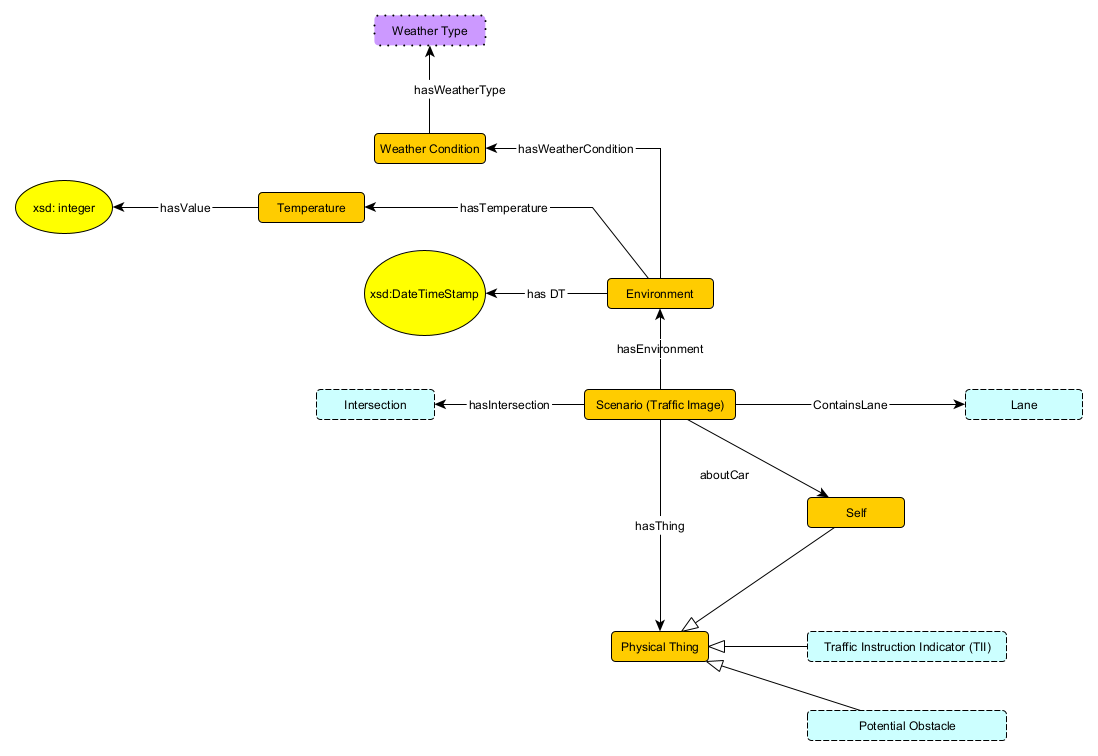 Weather Type
hasWeatherType
Weather Condition
hasWeatherCondition
xsd: integer
hasValue
Temperature
hasTemperature
xsd:DateTimeStamp
has DT
Environment
hasEnvironment
Intersection
hasIntersection
Scenario (Traffic Image)
ContainsLane
Lane
aboutCar
Self
hasThing
Physical Thing
Traffic Instruction Indicator (TII)
Potential Obstacle